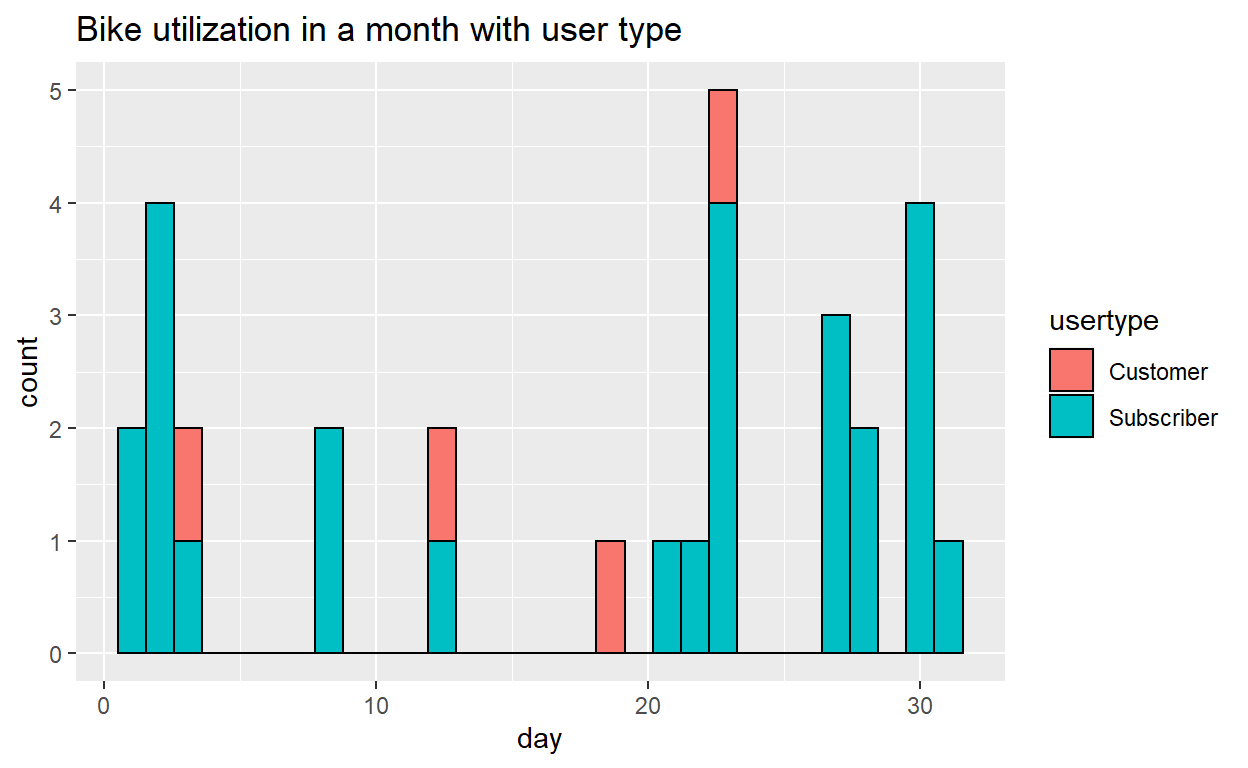 Bike utilization in a month with user type
5
4
3
2
1
0
count
0 10 20 30
day
usertype
Customer
Subscriber